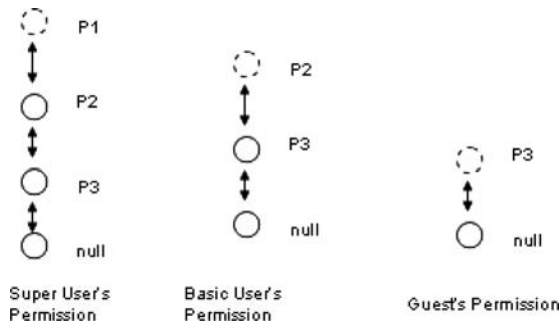 P1
P2
P3
null
Super User's
Permission
P2
P3
null
Basic User's
Permission
P3
null
Guest's Permission